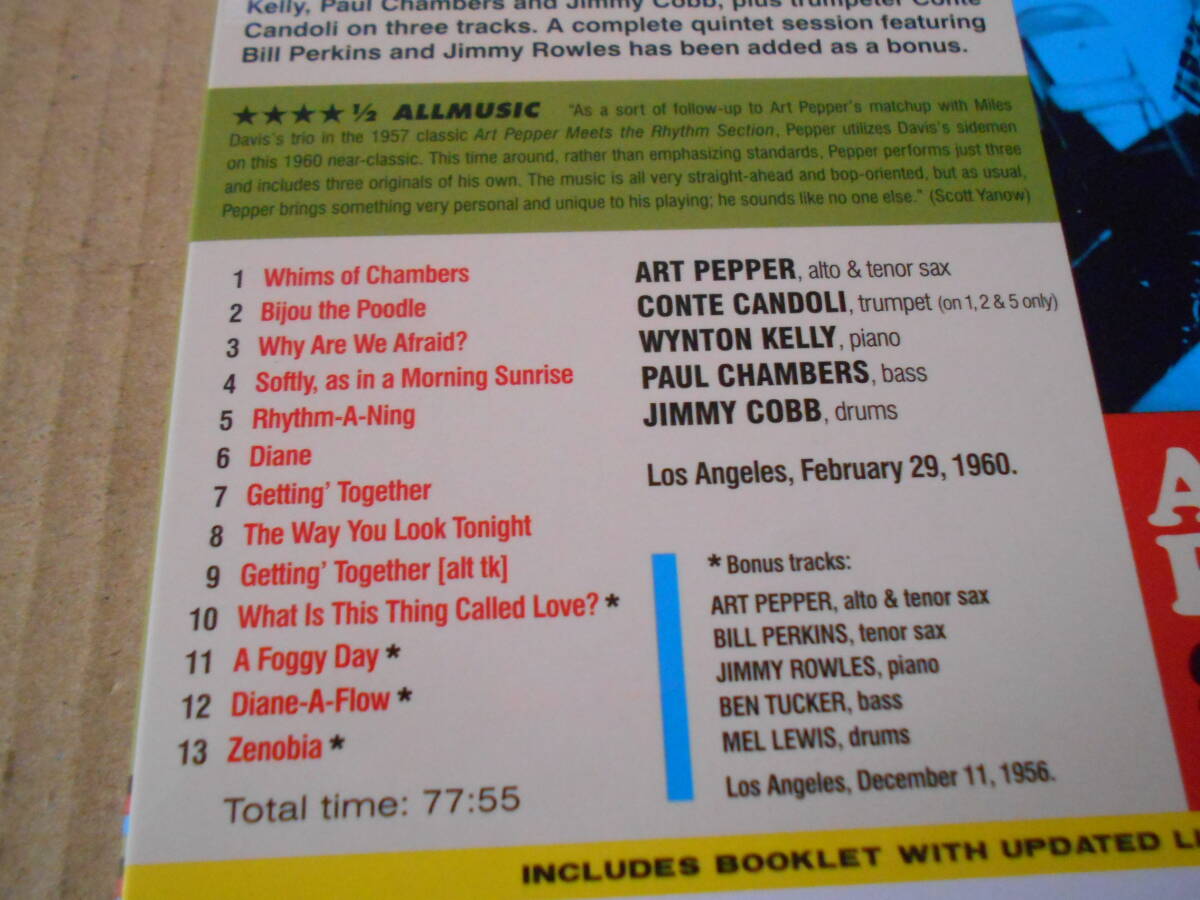 Kelly, Paul Chambers and Jimmy Cobb, plus trumpeter Conte
Candoli on three tracks. A complete quintet session featuring
Bill Perkins and Jimmy Rowles has been added as a bonus.
★★★★½ ALLMUSIC "As a sort of follow-up to Art Pepper's matchup with Miles
Davis's trio in the 1957 classic Art Pepper Meets the Rhythm Section, Pepper utilizes Davis's sidemen
on this 1960 near-classic. This time around, rather than emphasizing standards, Pepper performs just three
and includes three originals of his own. The music is all very straight-ahead and bop-oriented, but as usual,
Pepper brings something very personal and unique to his playing; he sounds like no one else." (Scott Yanow)
1 Whims of Chambers
2 Bijou the Poodle
3 Why Are We Afraid?
4 Softly, as in a Morning Sunrise
5 Rhythm-A-Ning
6 Diane
7 Getting' Together
8 The Way You Look Tonight
9 Getting' Together [alt tk]
10 What Is This Thing Called Love? *
11 A Foggy Day *
12 Diane-A-Flow *
13 Zenobia *
Total time: 77:55
ART PEPPER, alto & tenor sax
CONTE CANDOLI, trumpet (on 1, 2 & 5 only)
WYNTON KELLY, piano
PAUL CHAMBERS, bass
JIMMY COBB, drums
Los Angeles, February 29, 1960.
* Bonus tracks:
ART PEPPER, alto & tenor sax
BILL PERKINS, tenor sax
JIMMY ROWLES, piano
BEN TUCKER, bass
MEL LEWIS, drums
Los Angeles, December 11, 1956.
INCLUDES BOOKLET WITH UPDATED